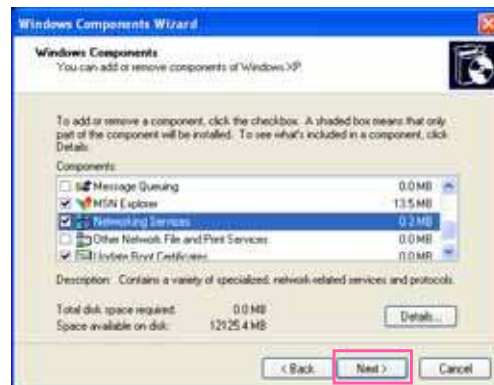 Windows Components Wizard
Windows Components
You can add or remove components of Windows XP.
To add or remove a component, click the checkbox. A shaded box means that only
part of the component will be installed. To see what's included in a component, click
Details.
Components:
Message Queuing 0.0 MB
MSN Explorer 13.5 MB
Networking Services 0.2 MB
Other Network File and Print Services 0.0 MB
Update Root Certificates 0.0 MB
Description: Contains a variety of specialized, network-related services and protocols.
Total disk space required: 0.0 MB
Space available on disk: 12125.4 MB
Details...
< Back Next > Cancel